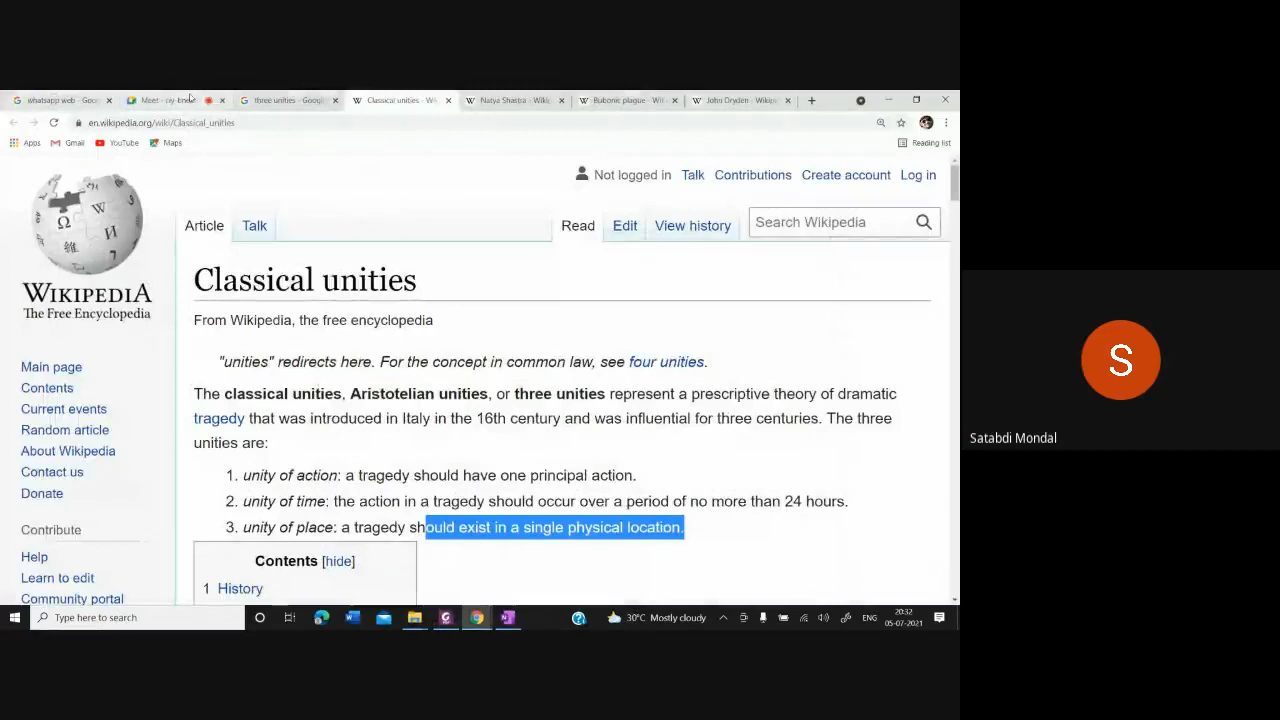 whatsapp web - Goo
Meet -
three unities - Googl
Classical unities - Wi
Natya Shastra - Wiki
Bubonic plague - Wi
John Dryden - Wikip
en.wikipedia.org/wiki/Classical_unities
Apps Gmail YouTube Maps Reading list
Not logged in Talk Contributions Create account Log in
Article Talk Read Edit View history Search Wikipedia
WIKIPEDIA
The Free Encyclopedia
Main page
Contents
Current events
Random article
About Wikipedia
Contact us
Donate
Contribute
Help
Learn to edit
Community portal
Classical unities
From Wikipedia, the free encyclopedia
"unities" redirects here. For the concept in common law, see four unities.
The classical unities, Aristotelian unities, or three unities represent a prescriptive theory of dramatic
tragedy that was introduced in Italy in the 16th century and was influential for three centuries. The three
unities are:
1. unity of action: a tragedy should have one principal action.
2. unity of time: the action in a tragedy should occur over a period of no more than 24 hours.
3. unity of place: a tragedy should exist in a single physical location.
Contents [hide]
1 History
Type here to search
30°C Mostly cloudy
ENG
20:32
05-07-2021
S
Satabdi Mondal